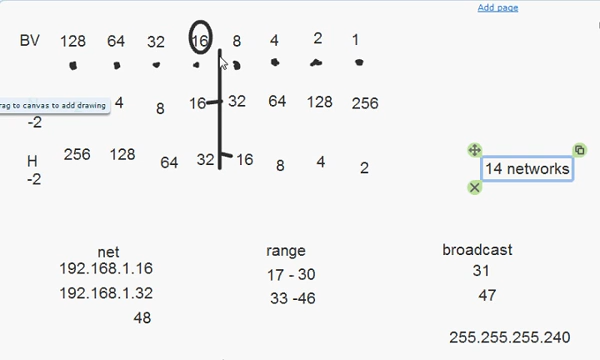 Add page
BV 128 64 32 16 8 4 2 1
rag to canvas to add drawing 4 8 16 32 64 128 256
-2
H 256 128 64 32 16 8 4 2
-2
14 networks
net range broadcast
192.168.1.16 17 - 30 31
192.168.1.32 33 -46 47
48
255.255.255.240